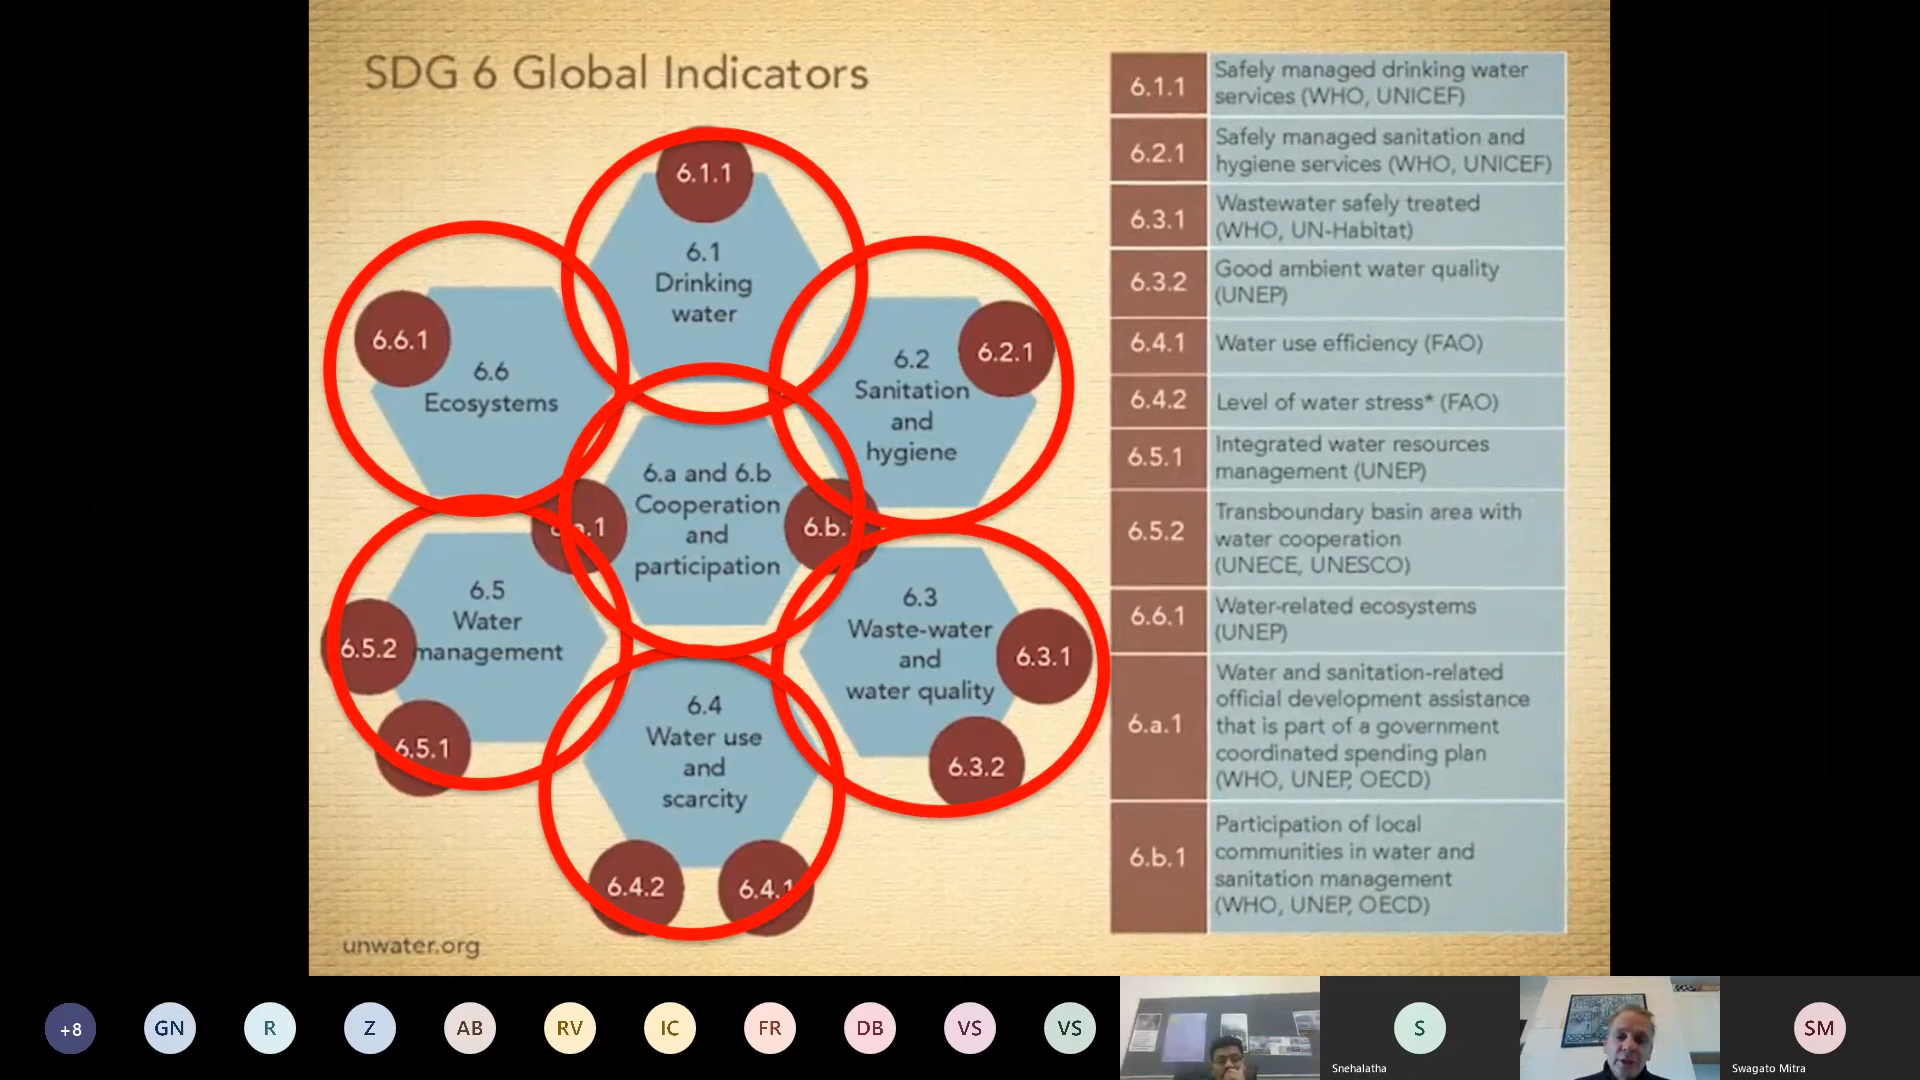 SDG 6 Global Indicators
6.1.1
6.1
Drinking
water
6.6.1
6.6
Ecosystems
6.2.1
6.2
Sanitation
and
hygiene
6.a and 6.b
Cooperation
and
participation
6.b.
6.5
Water
management
6.5.2
6.5.1
6.3
Waste-water
and
water quality
6.3.1
6.3.2
6.4
Water use
and
scarcity
6.4.2
6.4.1
unwater.org
6.1.1
Safely managed drinking water
services (WHO, UNICEF)
6.2.1
Safely managed sanitation and
hygiene services (WHO, UNICEF)
6.3.1
Wastewater safely treated
(WHO, UN-Habitat)
6.3.2
Good ambient water quality
(UNEP)
6.4.1
Water use efficiency (FAO)
6.4.2
Level of water stress* (FAO)
6.5.1
Integrated water resources
management (UNEP)
6.5.2
Transboundary basin area with
water cooperation
(UNECE, UNESCO)
6.6.1
Water-related ecosystems
(UNEP)
6.a.1
Water and sanitation-related
official development assistance
that is part of a government
coordinated spending plan
(WHO, UNEP, OECD)
6.b.1
Participation of local
communities in water and
sanitation management
(WHO, UNEP, OECD)
+8
GN
R
Z
AB
RV
IC
FR
DB
VS
VS
S
Snehalatha
SM
Swagato Mitra